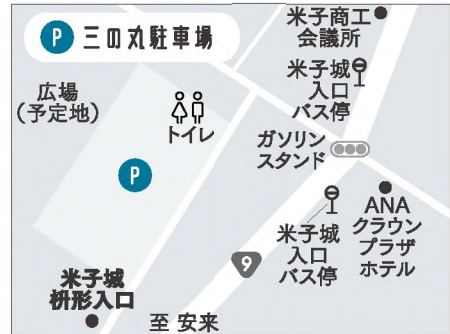 P 三の丸駐車場
米子商工
会議所
広場
(予定地)
トイレ
米子城
入口
バス停
ガソリン
スタンド
P
米子城
入口
バス停
ANA
クラウン
プラザ
ホテル
9
米子城
枡形入口
至 安来